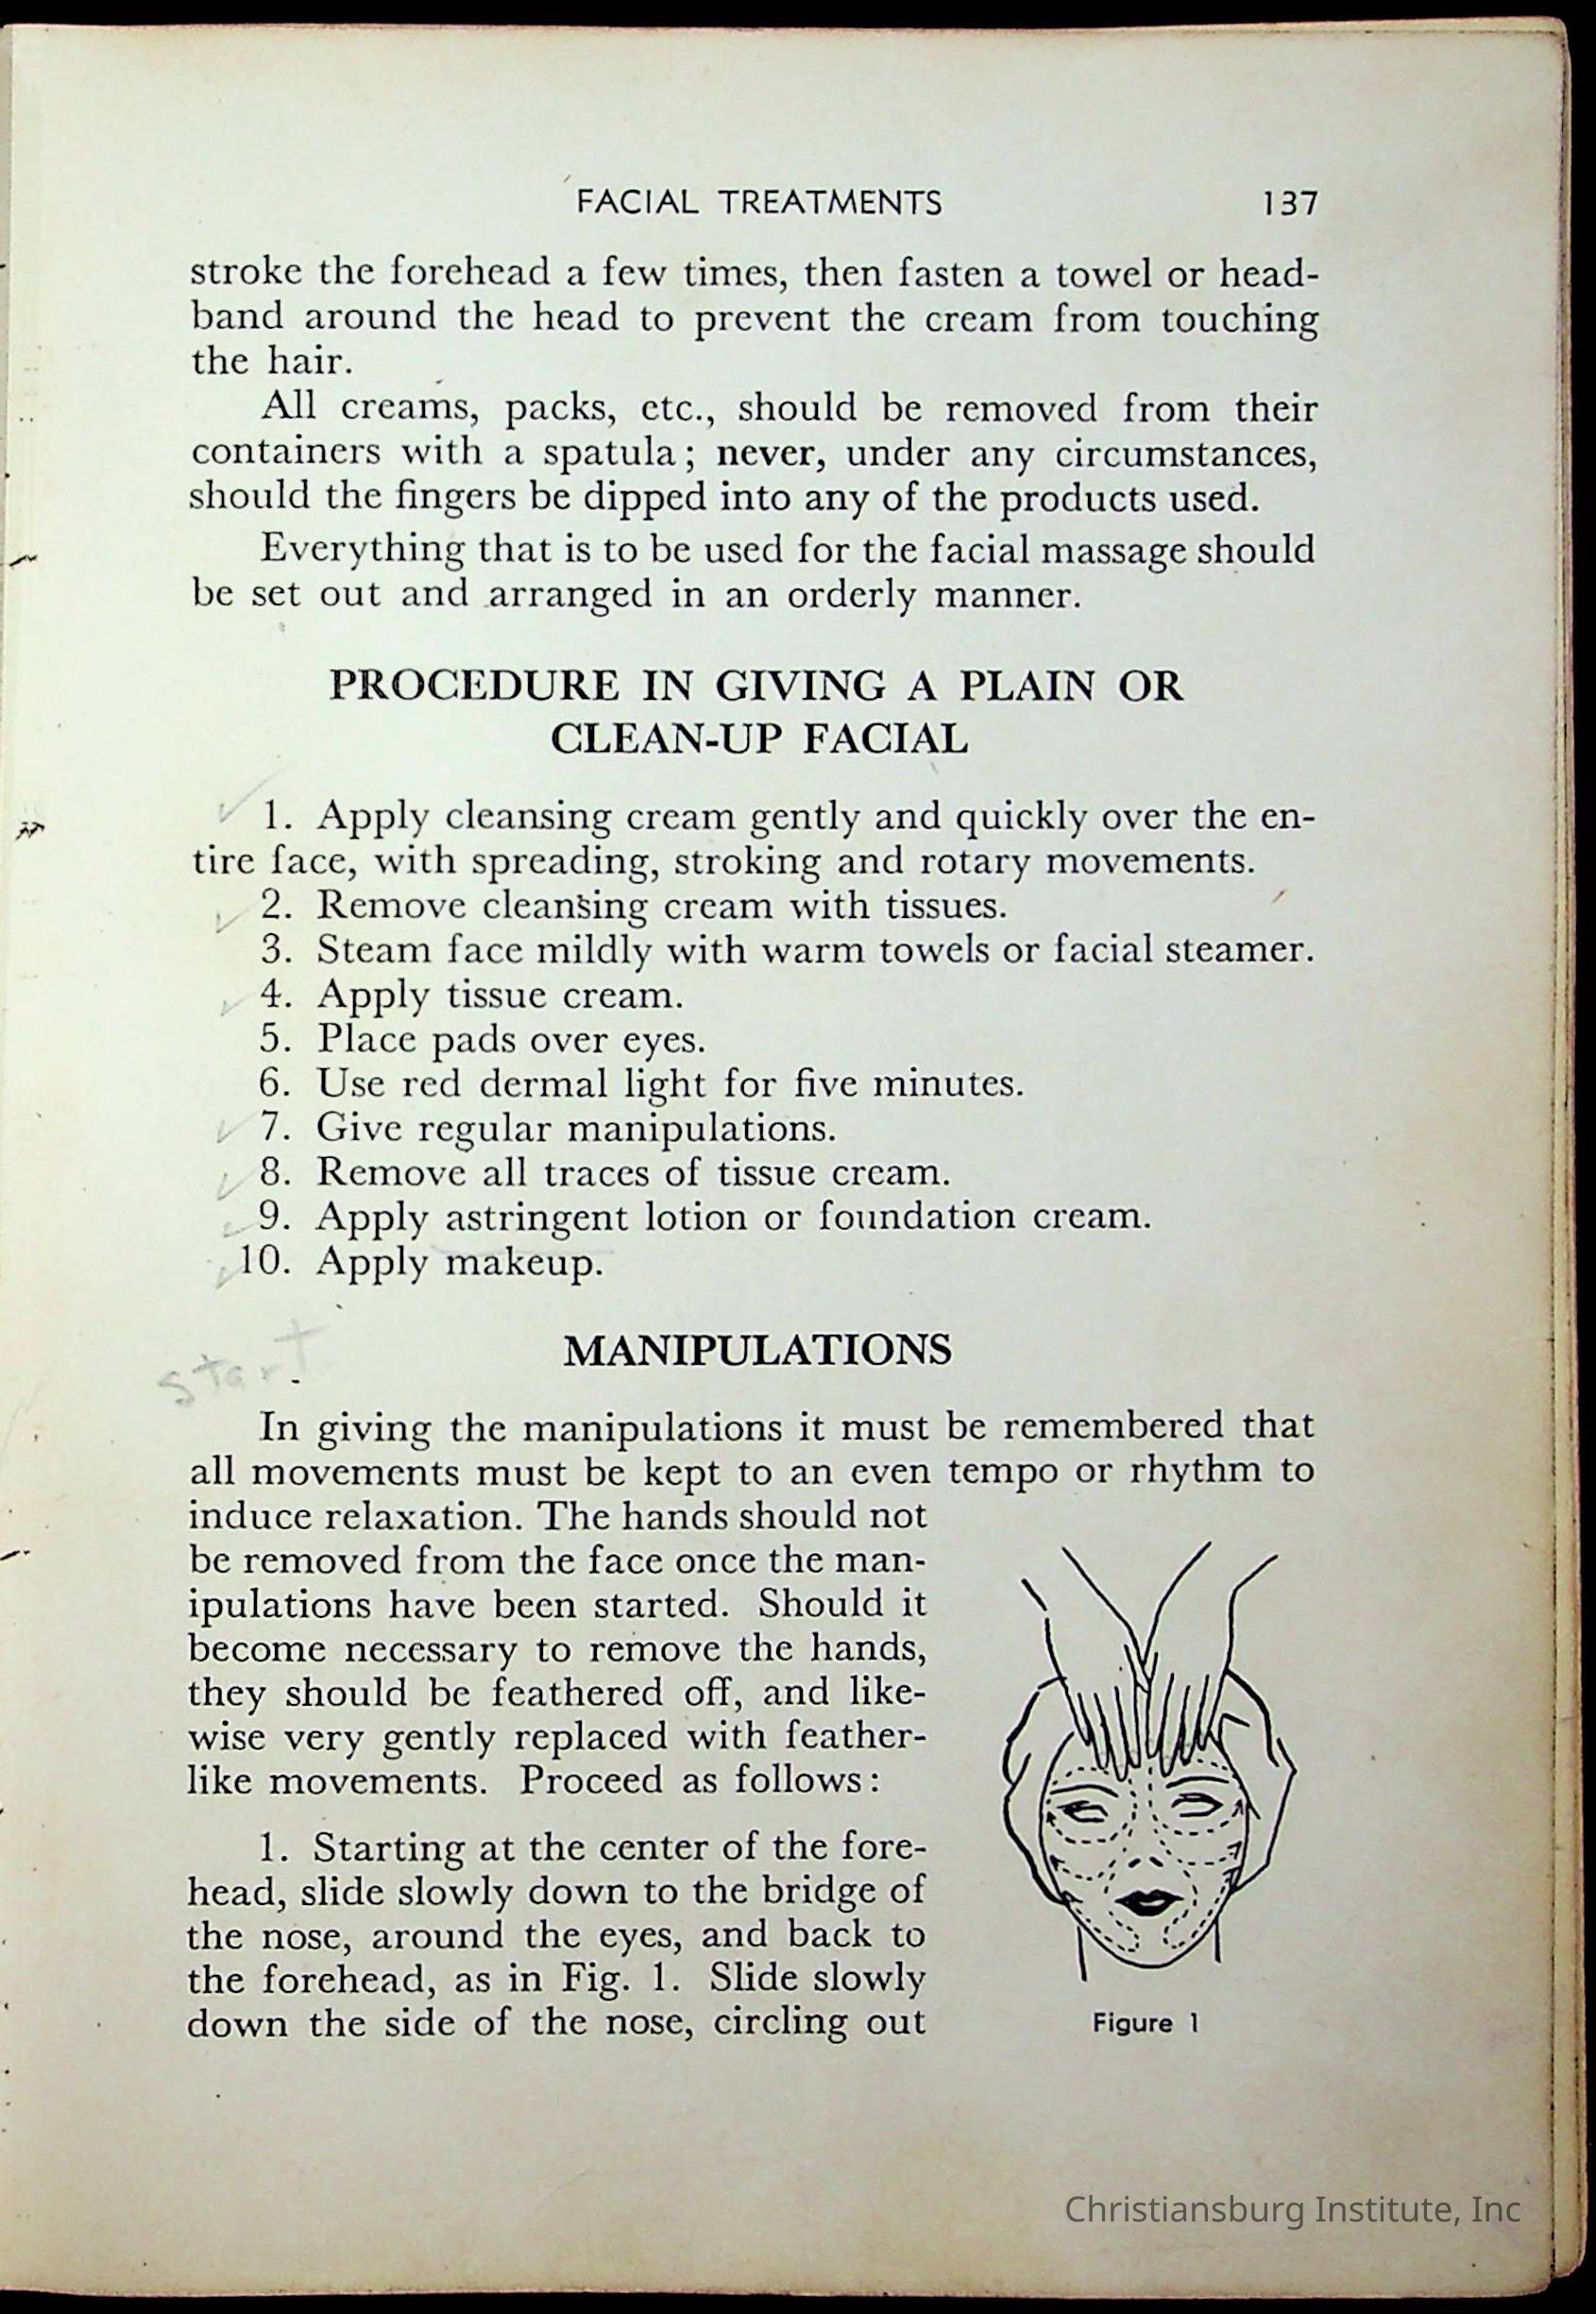 FACIAL TREATMENTS 137
stroke the forehead a few times, then fasten a towel or head-
band around the head to prevent the cream from touching
the hair.
All creams, packs, etc., should be removed from their
containers with a spatula; never, under any circumstances,
should the fingers be dipped into any of the products used.
Everything that is to be used for the facial massage should
be set out and arranged in an orderly manner.
PROCEDURE IN GIVING A PLAIN OR
CLEAN-UP FACIAL
1. Apply cleansing cream gently and quickly over the en-
tire face, with spreading, stroking and rotary movements.
2. Remove cleansing cream with tissues.
3. Steam face mildly with warm towels or facial steamer.
4. Apply tissue cream.
5. Place pads over eyes.
6. Use red dermal light for five minutes.
7. Give regular manipulations.
8. Remove all traces of tissue cream.
9. Apply astringent lotion or foundation cream.
10. Apply makeup.
start
MANIPULATIONS
In giving the manipulations it must be remembered that
all movements must be kept to an even tempo or rhythm to
induce relaxation. The hands should not
be removed from the face once the man-
ipulations have been started. Should it
become necessary to remove the hands,
they should be feathered off, and like-
wise very gently replaced with feather-
like movements. Proceed as follows:
1. Starting at the center of the fore-
head, slide slowly down to the bridge of
the nose, around the eyes, and back to
the forehead, as in Fig. 1. Slide slowly
down the side of the nose, circling out
Figure 1
Christiansburg Institute, Inc